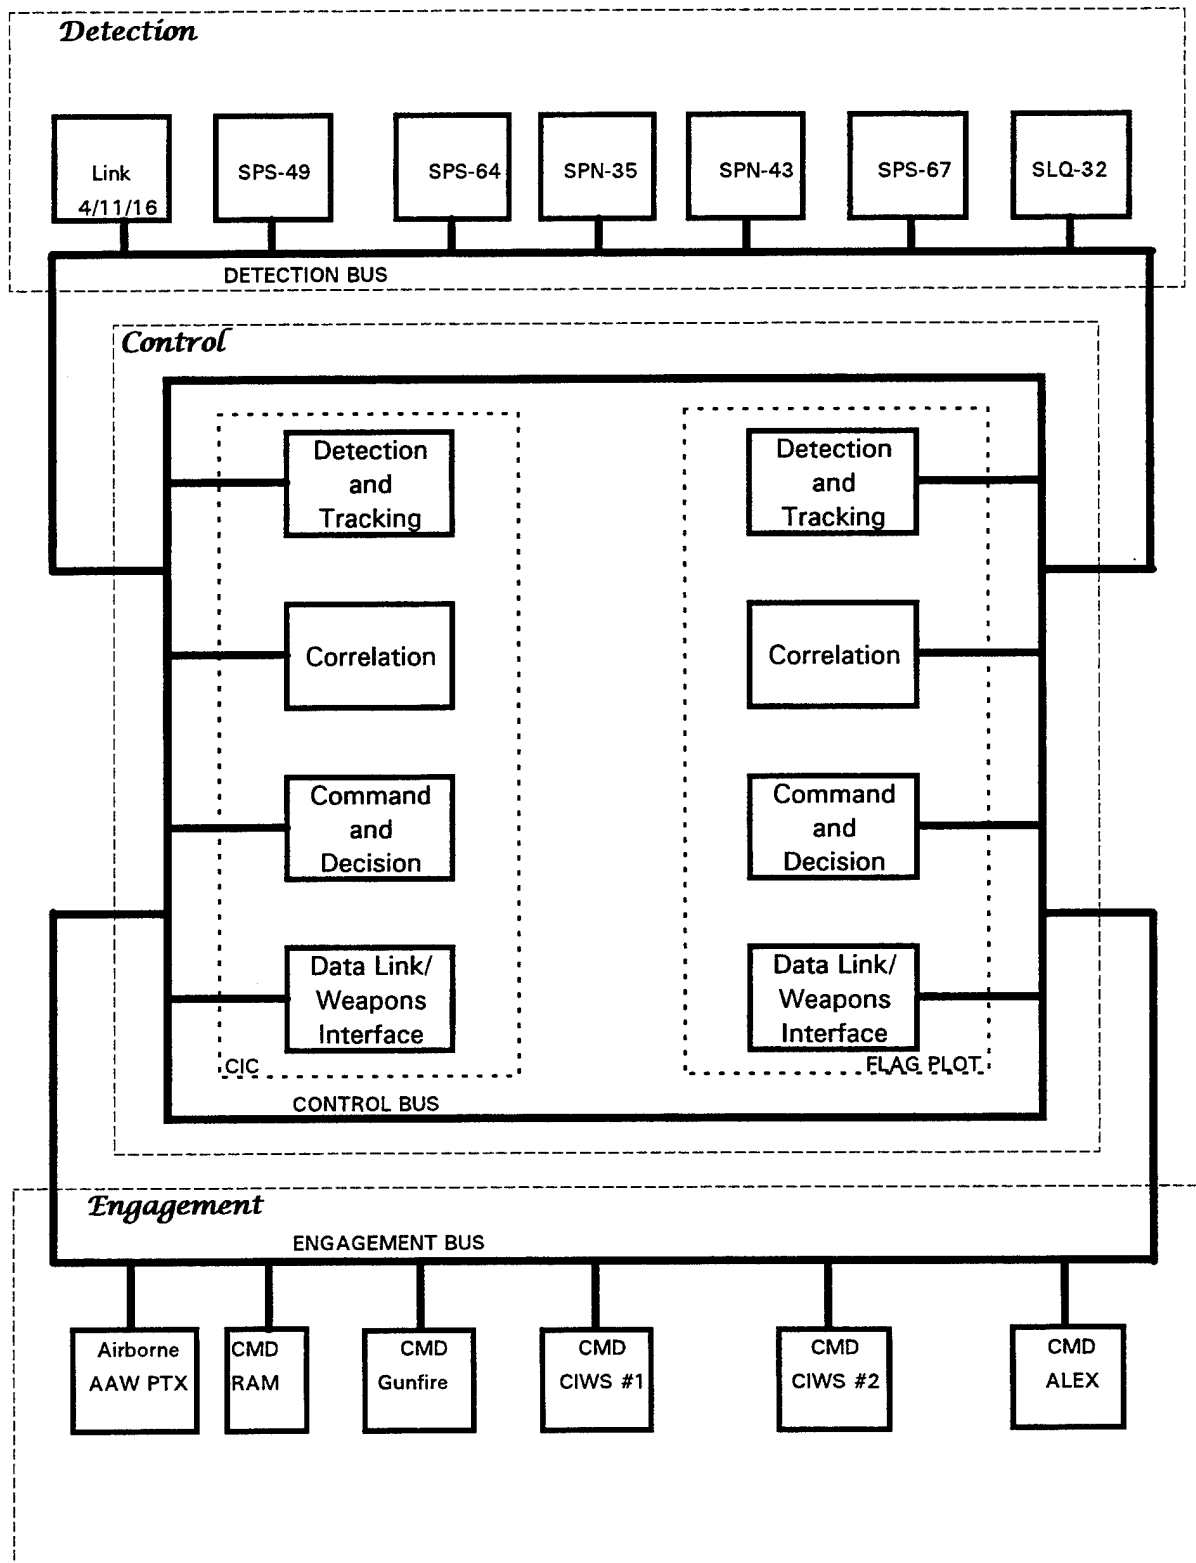 Detection
Link
4/11/16
SPS-49
SPS-64
SPN-35
SPN-43
SPS-67
SLQ-32
DETECTION BUS
Control
Detection
and
Tracking
Correlation
Command
and
Decision
Data Link/
Weapons
Interface
CIC
Detection
and
Tracking
Correlation
Command
and
Decision
Data Link/
Weapons
Interface
FLAG PLOT
CONTROL BUS
Engagement
ENGAGEMENT BUS
Airborne
AAW PTX
CMD
RAM
CMD
Gunfire
CMD
CIWS #1
CMD
CIWS #2
CMD
ALEX